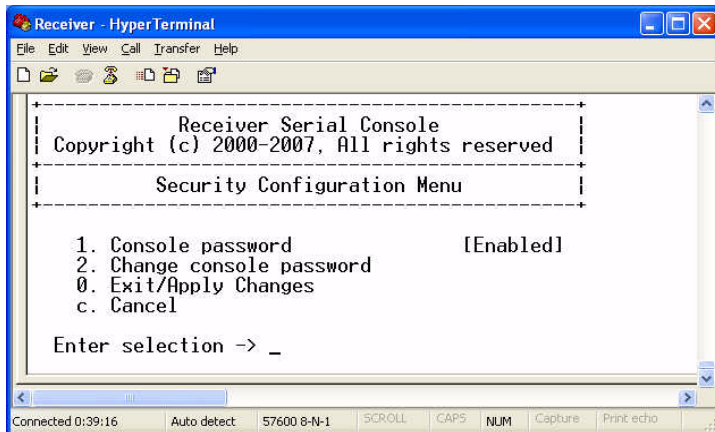 Receiver - HyperTerminal
File Edit View Call Transfer Help
Receiver Serial Console
Copyright (c) 2000-2007, All rights reserved
Security Configuration Menu
1. Console password [Enabled]
2. Change console password
0. Exit/Apply Changes
c. Cancel
Enter selection -> _
Connected 0:39:16 Auto detect 57600 8-N-1 SCROLL CAPS NUM Capture Print echo